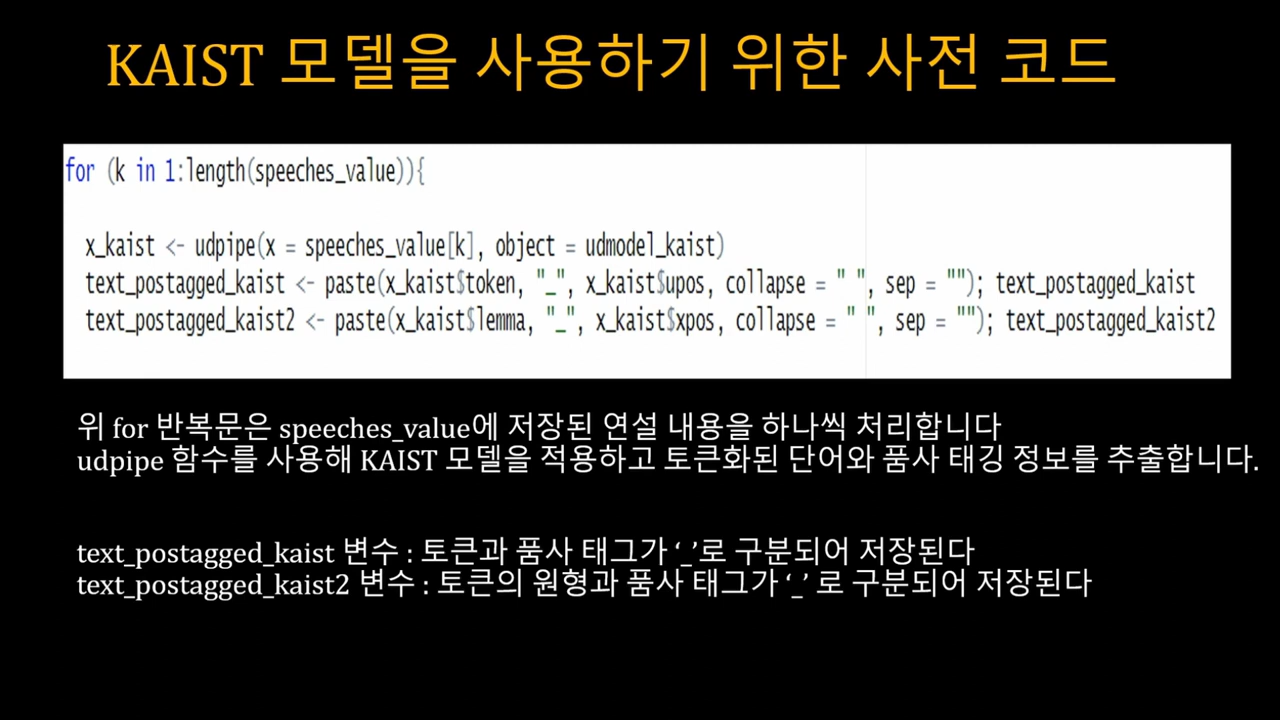 KAIST 모델을 사용하기 위한 사전 코드
for (k in 1:length(speeches_value)){
x_kaist <- udpipe(x = speeches_value[k], object = udmodel_kaist)
text_postagged_kaist <- paste(x_kaist$token, "_", x_kaist$upos, collapse = " ", sep = ""); text_postagged_kaist
text_postagged_kaist2 <- paste(x_kaist$lemma, "_", x_kaist$xpos, collapse = " ", sep = ""); text_postagged_kaist2
위 for 반복문은 speeches_value에 저장된 연설 내용을 하나씩 처리합니다
udpipe 함수를 사용해 KAIST 모델을 적용하고 토큰화된 단어와 품사 태깅 정보를 추출합니다.
text_postagged_kaist 변수 : 토큰과 품사 태그가 ‘_’로 구분되어 저장된다
text_postagged_kaist2 변수 : 토큰의 원형과 품사 태그가 ‘_’ 로 구분되어 저장된다